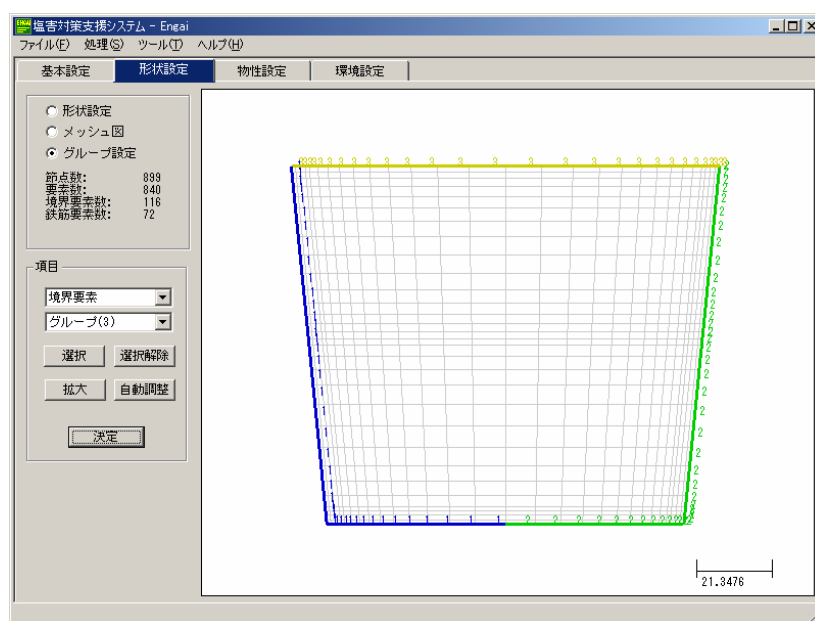 塩害対策支援システム - Engai
ファイル(F) 処理(S) ツール(T) ヘルプ(H)
基本設定 形状設定 物性設定 環境設定
形状設定
メッシュ図
グループ設定
節点数: 899
要素数: 840
境界要素数: 116
鉄筋要素数: 72
項目
境界要素
グループ(3)
選択 選択解除
拡大 自動調整
決定
21.3476